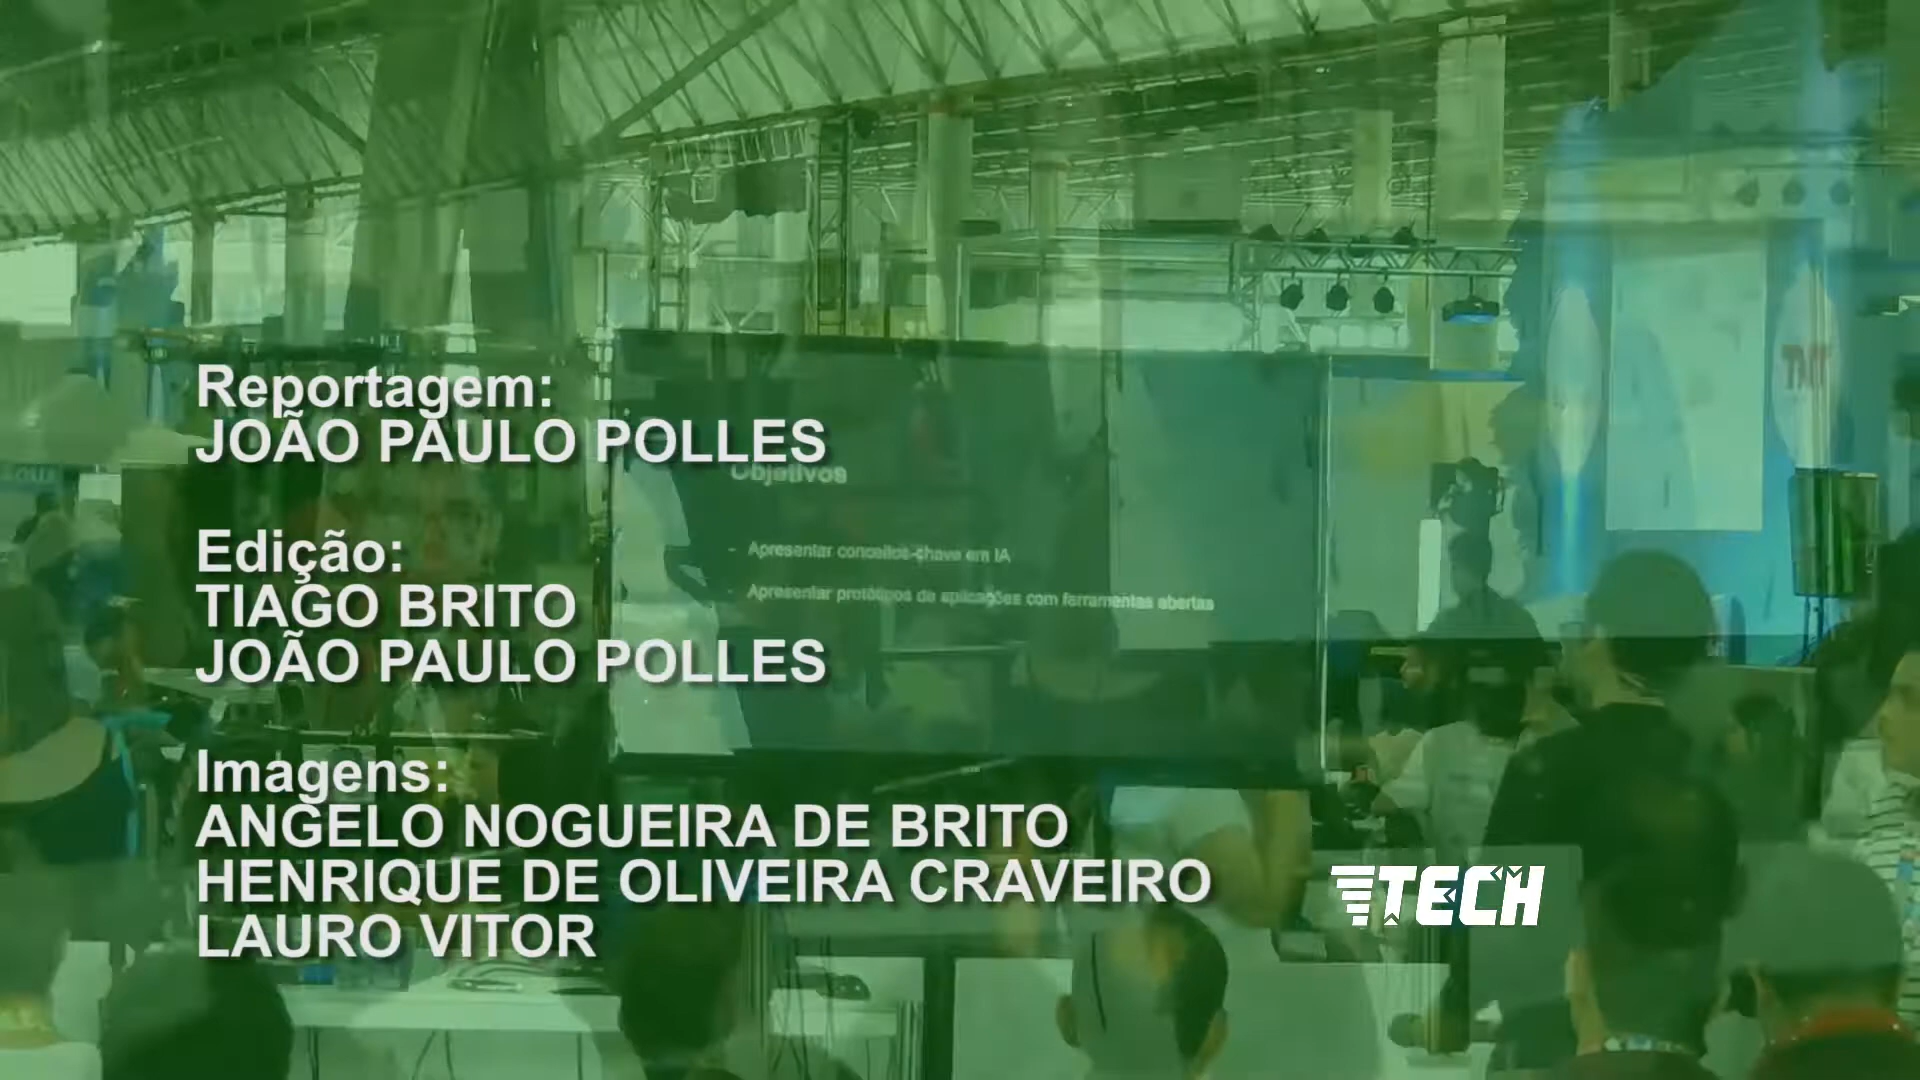 Reportagem:
JOÃO PAULO POLLES
Objetivos
- Apresentar conceitos-chave em IA
- Apresentar protótipos de aplicações com ferramentas abertas
Edição:
TIAGO BRITO
JOÃO PAULO POLLES
Imagens:
ANGELO NOGUEIRA DE BRITO
HENRIQUE DE OLIVEIRA CRAVEIRO
LAURO VITOR
TECH